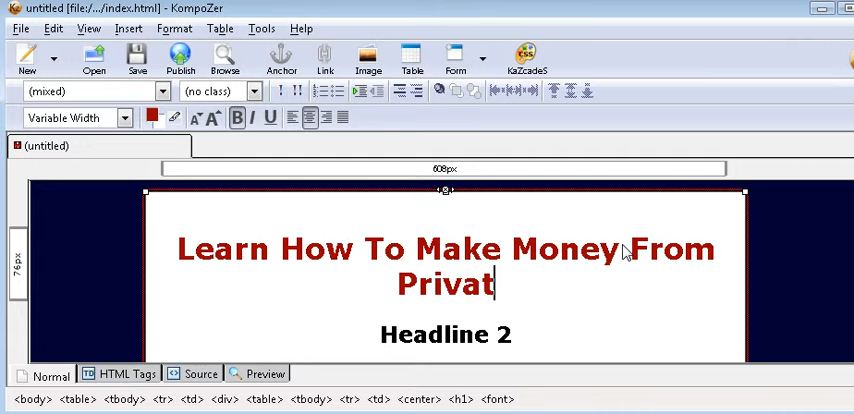 untitled [file:/.../index.html] - KompoZer
File Edit View Insert Format Table Tools Help
New Open Save Publish Browse Anchor Link Image Table Form KaZcadeS
(mixed) (no class)
Variable Width B I U
(untitled)
608px
76px
Learn How To Make Money From
Privat
Headline 2
Normal HTML Tags Source Preview
<body> <table> <tbody> <tr> <td> <div> <table> <tbody> <tr> <td> <center> <h1> <font>